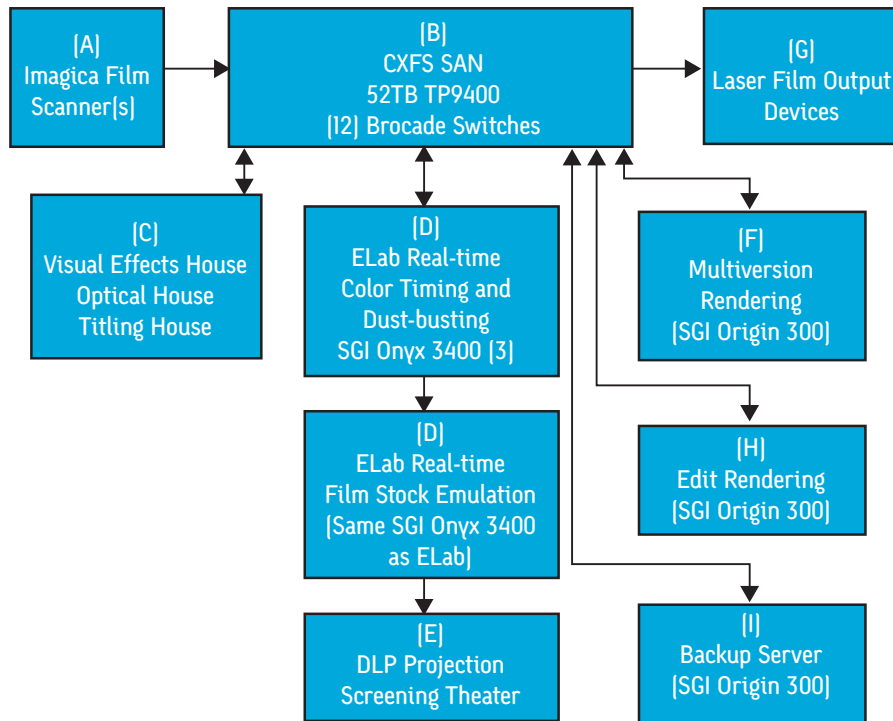 (A)
Imagica Film
Scanner(s)
(B)
CXFS SAN
52TB TP9400
(12) Brocade Switches
(G)
Laser Film Output
Devices
(C)
Visual Effects House
Optical House
Titling House
(D)
ELab Real-time
Color Timing and
Dust-busting
SGI Onyx 3400 (3)
(F)
Multiversion
Rendering
(SGI Origin 300)
(D)
ELab Real-time
Film Stock Emulation
(Same SGI Onyx 3400
as ELab)
(H)
Edit Rendering
(SGI Origin 300)
(E)
DLP Projection
Screening Theater
(I)
Backup Server
(SGI Origin 300)